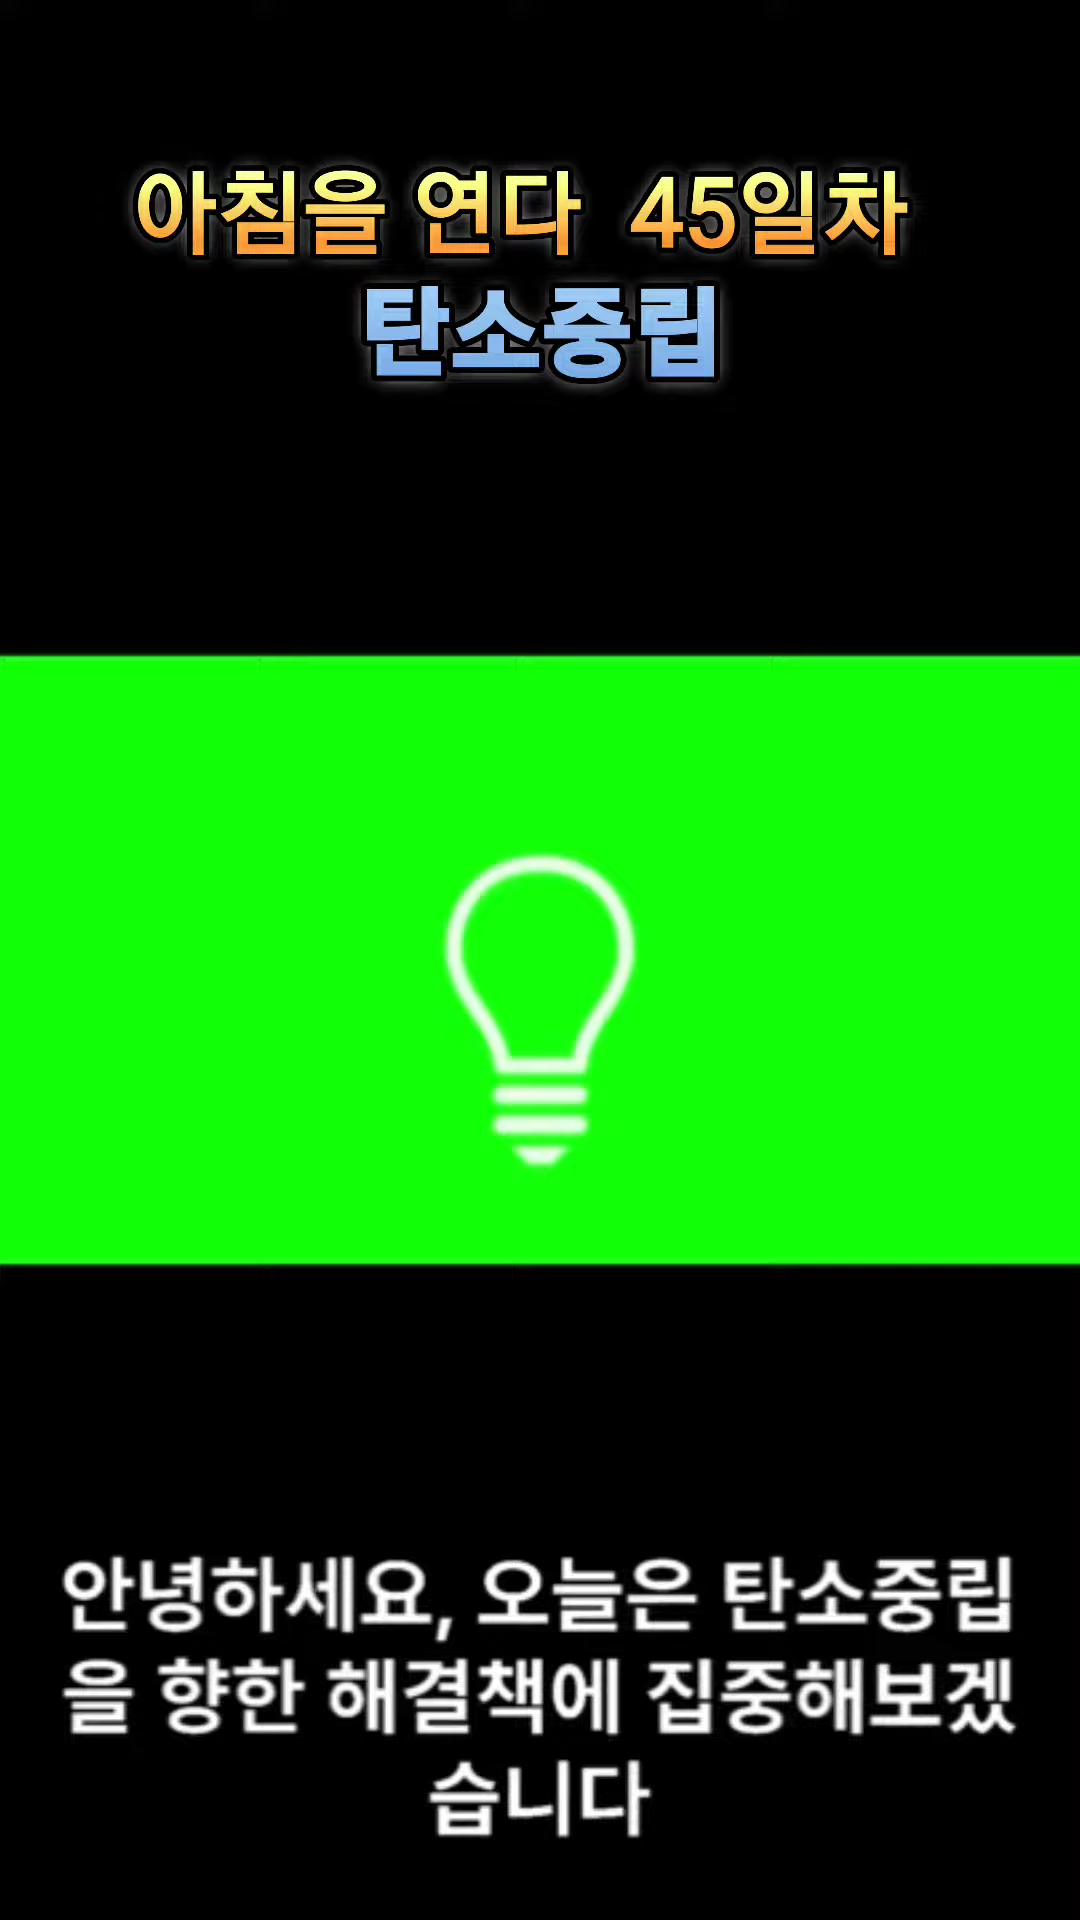 아침을 연다 45일차
탄소중립
안녕하세요, 오늘은 탄소중립
을 향한 해결책에 집중해보겠
습니다